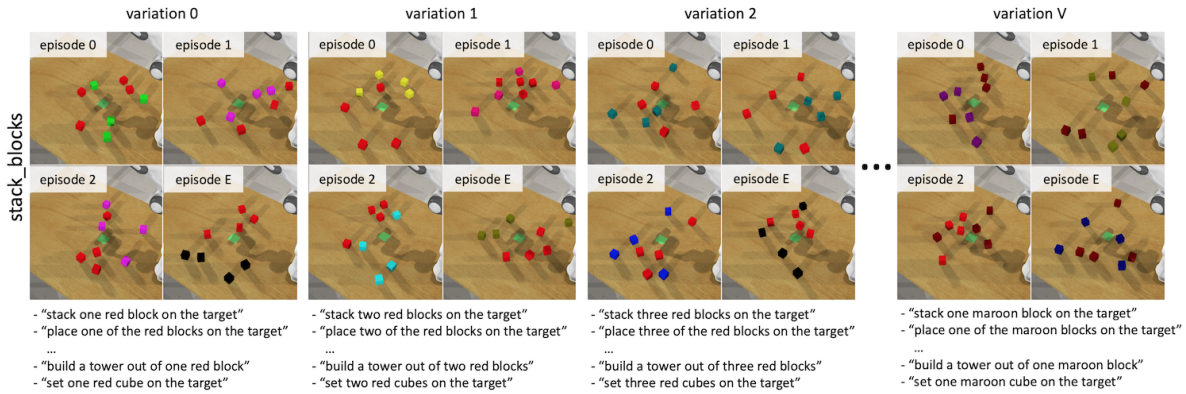 variation 0
variation 1
variation 2
variation V
stack_blocks
episode 0
episode 1
episode 0
episode 1
episode 0
episode 1
episode 0
episode 1
...
episode 2
episode E
episode 2
episode E
episode 2
episode E
episode 2
episode E
- “stack one red block on the target”
- “place one of the red blocks on the target”
...
- “build a tower out of one red block”
- “set one red cube on the target”
- “stack two red blocks on the target”
- “place two of the red blocks on the target”
...
- “build a tower out of two red blocks”
- “set two red cubes on the target”
- “stack three red blocks on the target”
- “place three of the red blocks on the target”
...
- “build a tower out of three red blocks”
- “set three red cubes on the target”
- “stack one maroon block on the target”
- “place one of the maroon blocks on the target”
...
- “build a tower out of one maroon block”
- “set one maroon cube on the target”